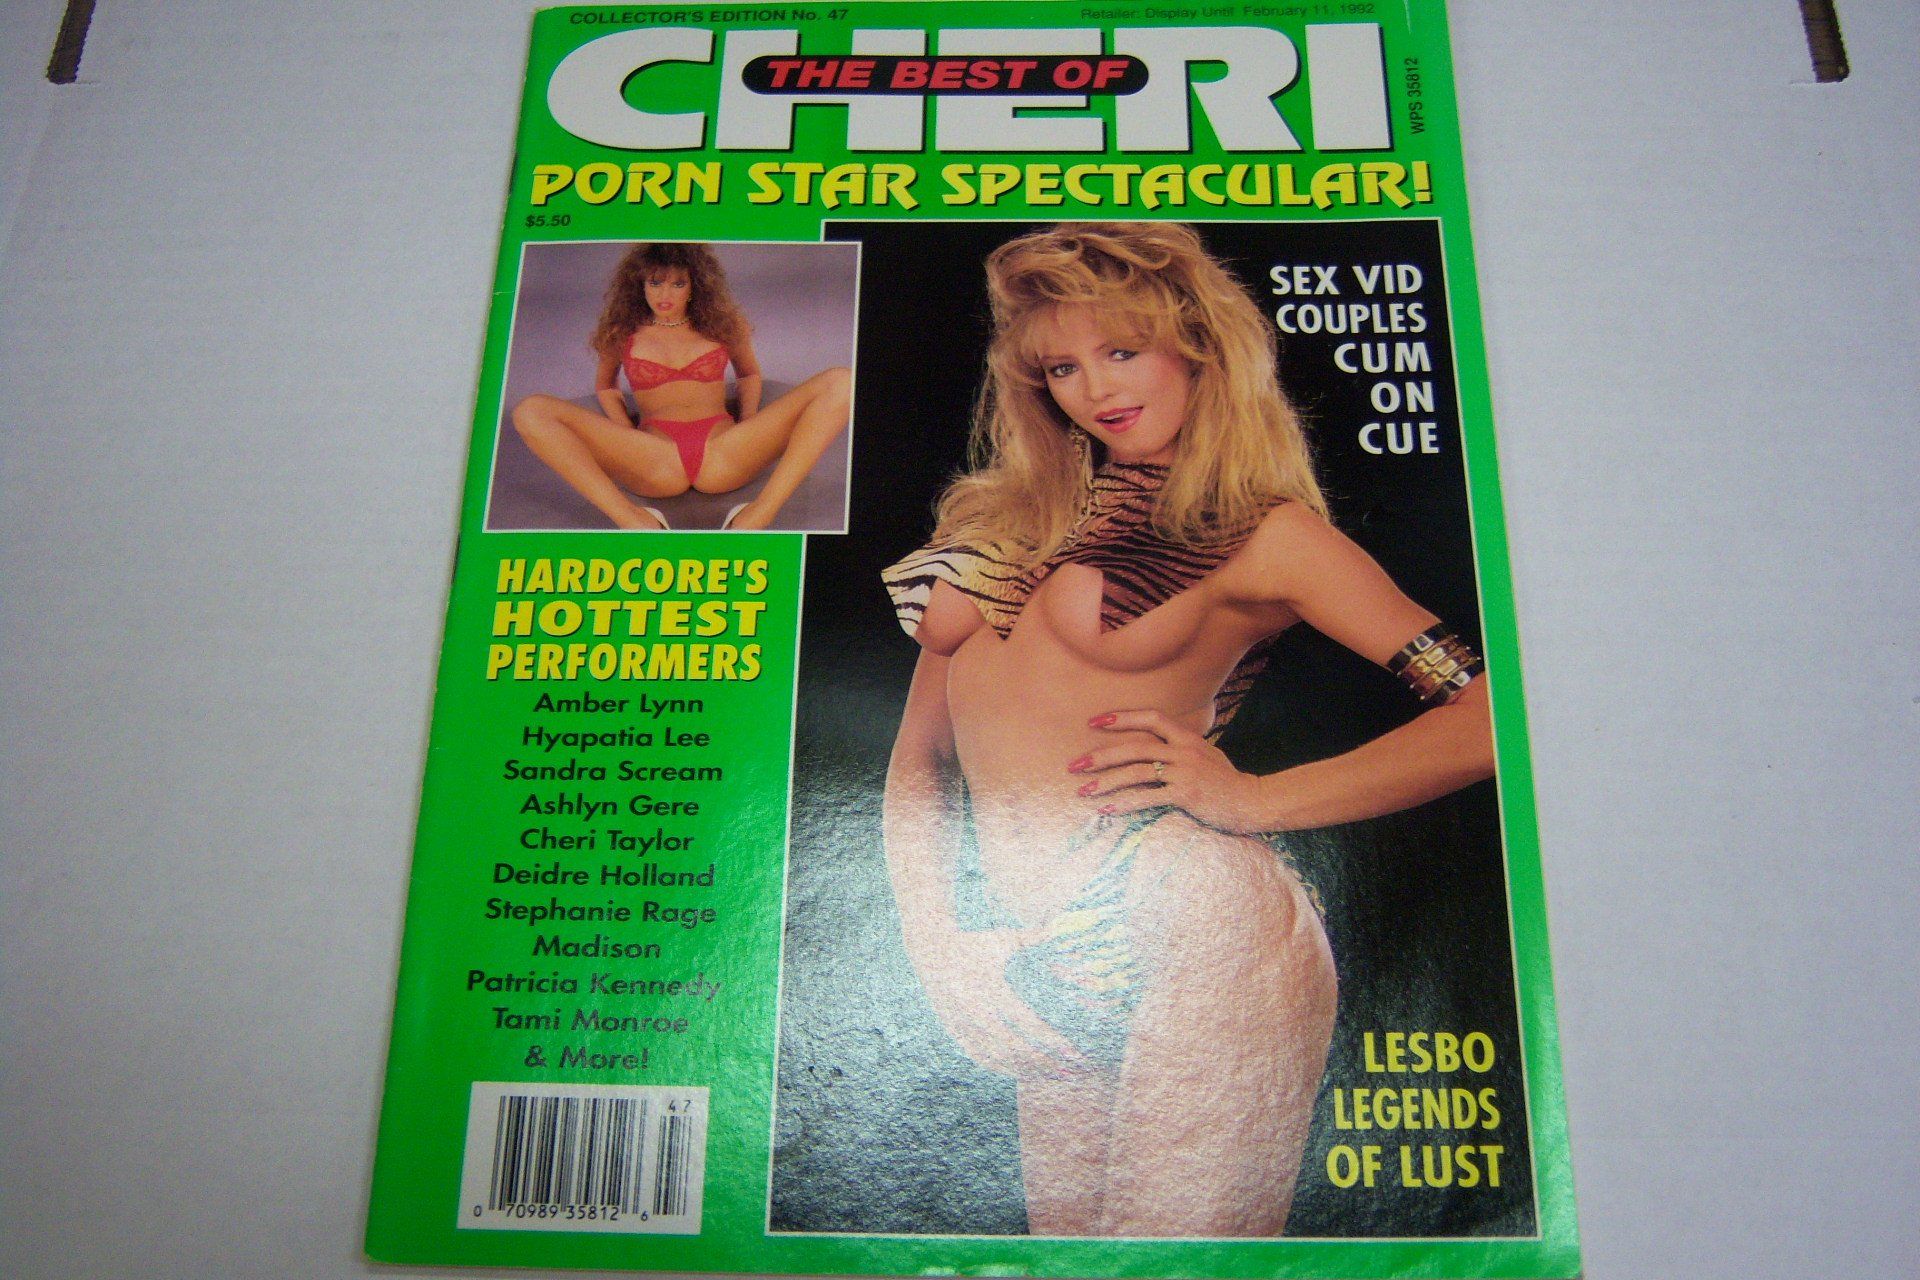 COLLECTOR'S EDITION No. 47
Retailer: Display Until February 11, 1992
THE BEST OF
CHERI
WPS 35812
PORN STAR SPECTACULAR!
$5.50
SEX VID
COUPLES
CUM
ON
CUE
HARDCORE'S
HOTTEST
PERFORMERS
Amber Lynn
Hyapatia Lee
Sandra Scream
Ashlyn Gere
Cheri Taylor
Deidre Holland
Stephanie Rage
Madison
Patricia Kennedy
Tami Monroe
& More!
LESBO
LEGENDS
OF LUST
47
0 70989 35812 6